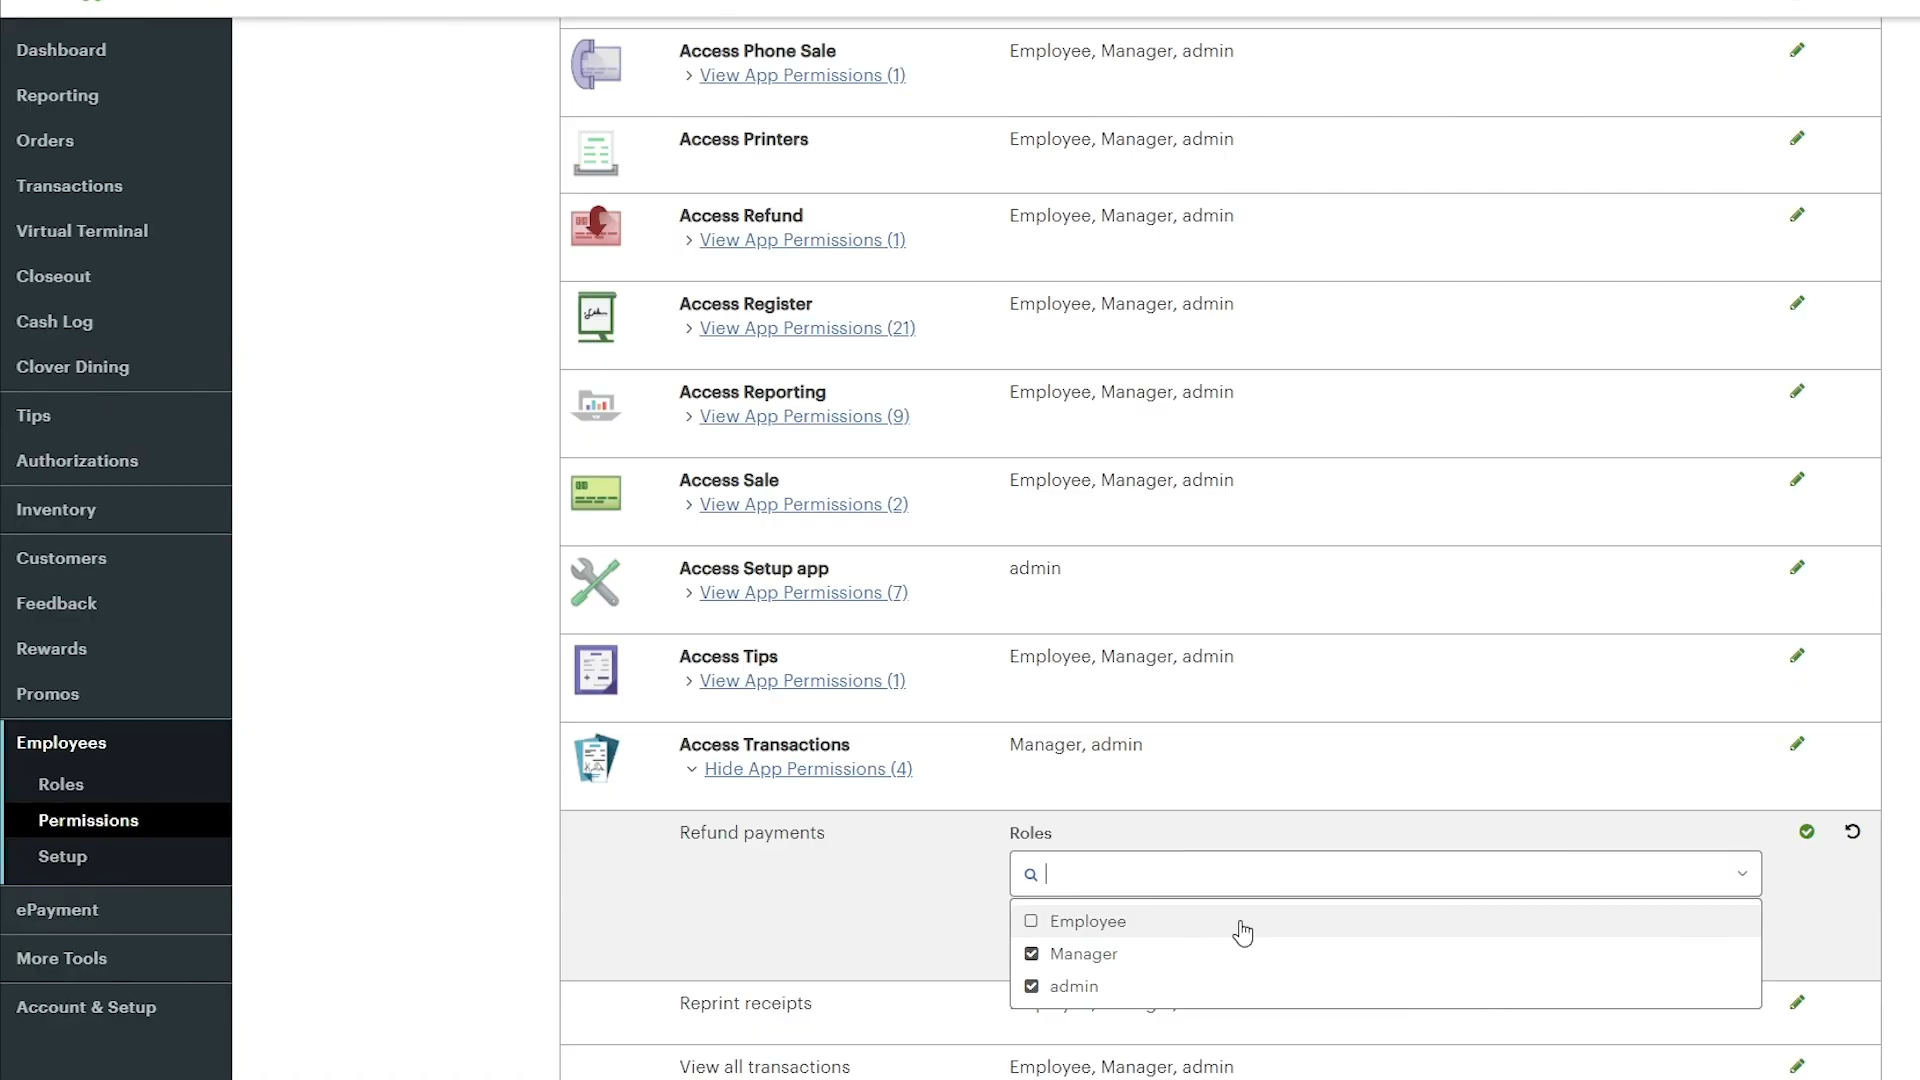 Dashboard
Reporting
Orders
Transactions
Virtual Terminal
Closeout
Cash Log
Clover Dining
Tips
Authorizations
Inventory
Customers
Feedback
Rewards
Promos
Employees
Roles
Permissions
Setup
ePayment
More Tools
Account & Setup
Access Phone Sale
Employee, Manager, admin
View App Permissions (1)
Access Printers
Employee, Manager, admin
Access Refund
Employee, Manager, admin
View App Permissions (1)
Access Register
Employee, Manager, admin
View App Permissions (21)
Access Reporting
Employee, Manager, admin
View App Permissions (9)
Access Sale
Employee, Manager, admin
View App Permissions (2)
Access Setup app
admin
View App Permissions (7)
Access Tips
Employee, Manager, admin
View App Permissions (1)
Access Transactions
Manager, admin
Hide App Permissions (4)
Refund payments
Roles
Employee
Manager
admin
Reprint receipts
View all transactions
Employee, Manager, admin